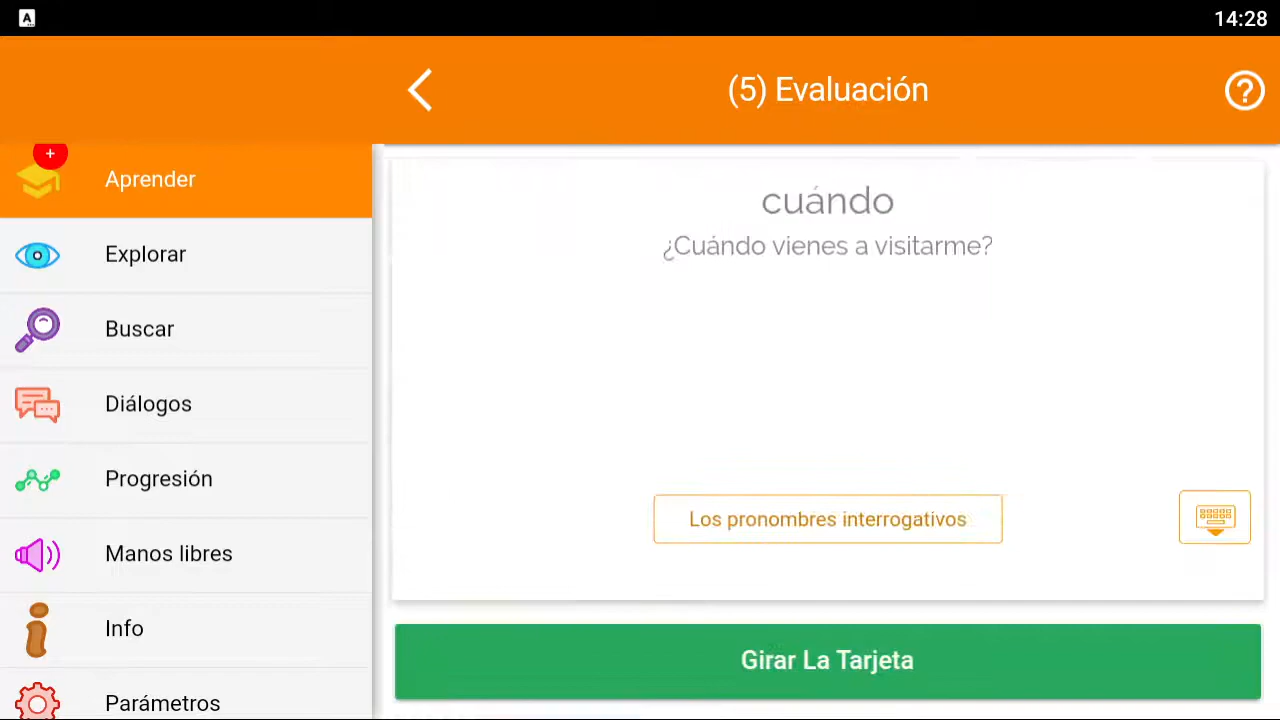 A
14:28
(5) Evaluación
+
Aprender
Explorar
Buscar
Diálogos
Progresión
Manos libres
Info
Parámetros
cuándo
¿Cuándo vienes a visitarme?
Los pronombres interrogativos
Girar La Tarjeta